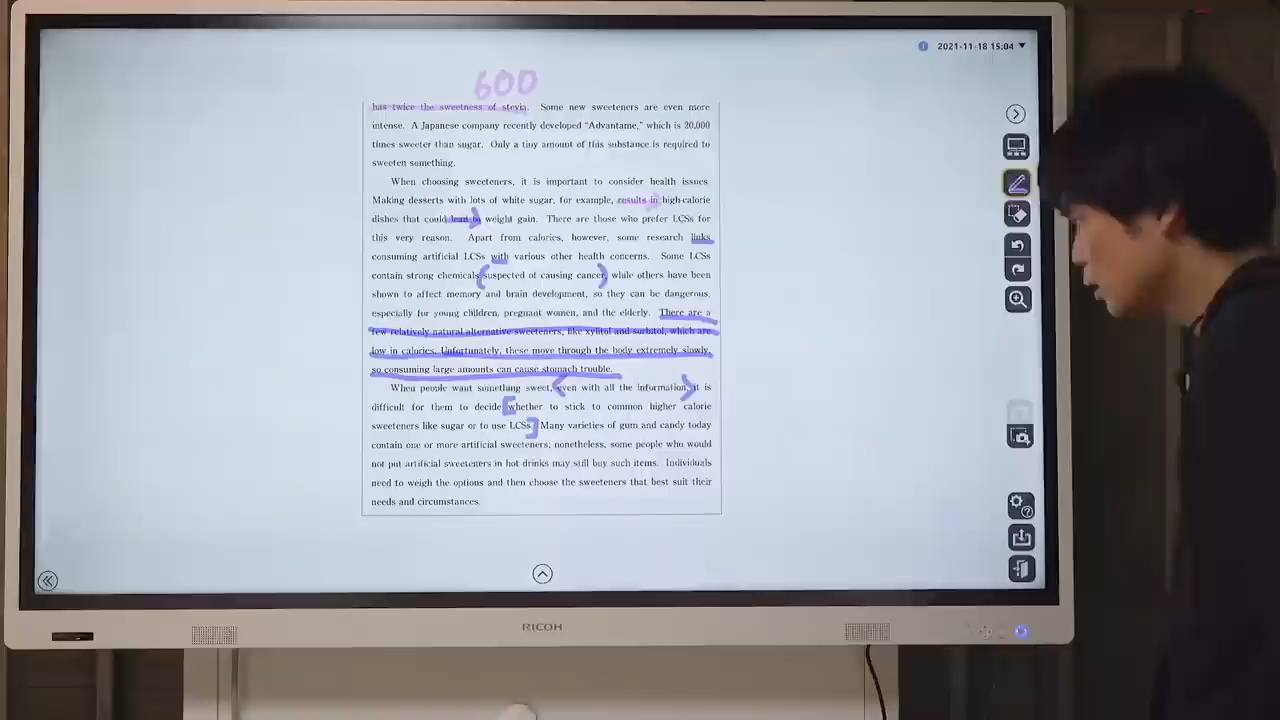 2021-11-18 15:04
600
has twice the sweetness of stevia. Some new sweeteners are even more
intense. A Japanese company recently developed "Advantame," which is 20,000
times sweeter than sugar. Only a tiny amount of this substance is required to
sweeten something.
When choosing sweeteners, it is important to consider health issues.
Making desserts with lots of white sugar, for example, results in high-calorie
dishes that could lead to weight gain. There are those who prefer LCSs for
this very reason. Apart from calories, however, some research links
consuming artificial LCSs with various other health concerns. Some LCSs
contain strong chemicals suspected of causing cancer, while others have been
shown to affect memory and brain development, so they can be dangerous,
especially for young children, pregnant women, and the elderly. There are a
few relatively natural alternative sweeteners, like xylitol and sorbitol, which are
low in calories. Unfortunately, these move through the body extremely slowly,
so consuming large amounts can cause stomach trouble.
When people want something sweet, even with all the information, it is
difficult for them to decide whether to stick to common higher calorie
sweeteners like sugar or to use LCSs. Many varieties of gum and candy today
contain one or more artificial sweeteners; nonetheless, some people who would
not put artificial sweeteners in hot drinks may still buy such items. Individuals
need to weigh the options and then choose the sweeteners that best suit their
needs and circumstances.
RICOH